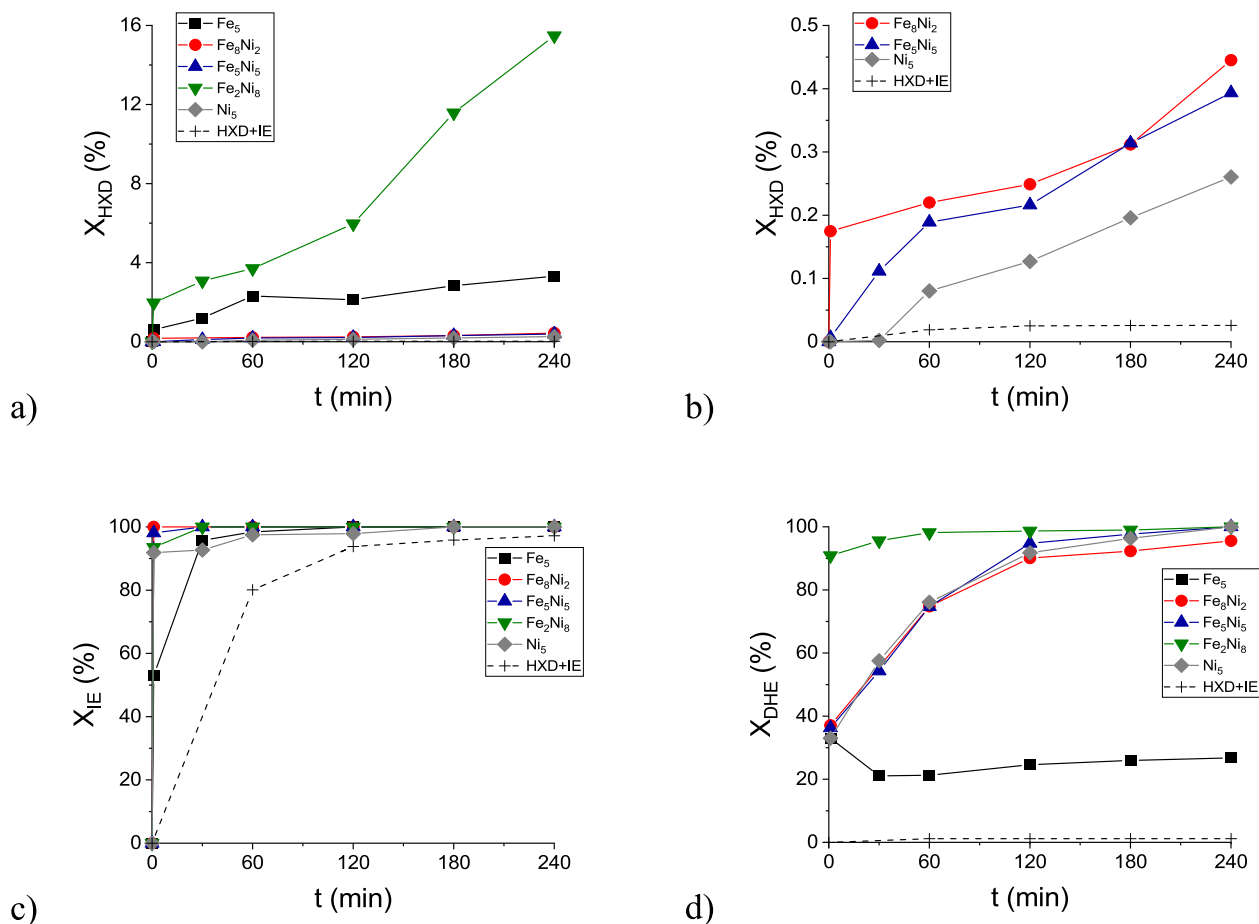 16
12
8
4
0
X_HXD (%)
Fe₅
Fe₈Ni₂
Fe₅Ni₅
Fe₂Ni₈
Ni₅
HXD+IE
0 60 120 180 240
t (min)
a)
0.5
0.4
0.3
0.2
0.1
0
X_HXD (%)
Fe₈Ni₂
Fe₅Ni₅
Ni₅
HXD+IE
0 60 120 180 240
t (min)
b)
100
80
60
40
20
0
X_IE (%)
Fe₅
Fe₈Ni₂
Fe₅Ni₅
Fe₂Ni₈
Ni₅
HXD+IE
0 60 120 180 240
t (min)
c)
100
80
60
40
20
0
X_DHE (%)
Fe₅
Fe₈Ni₂
Fe₅Ni₅
Fe₂Ni₈
Ni₅
HXD+IE
0 60 120 180 240
t (min)
d)